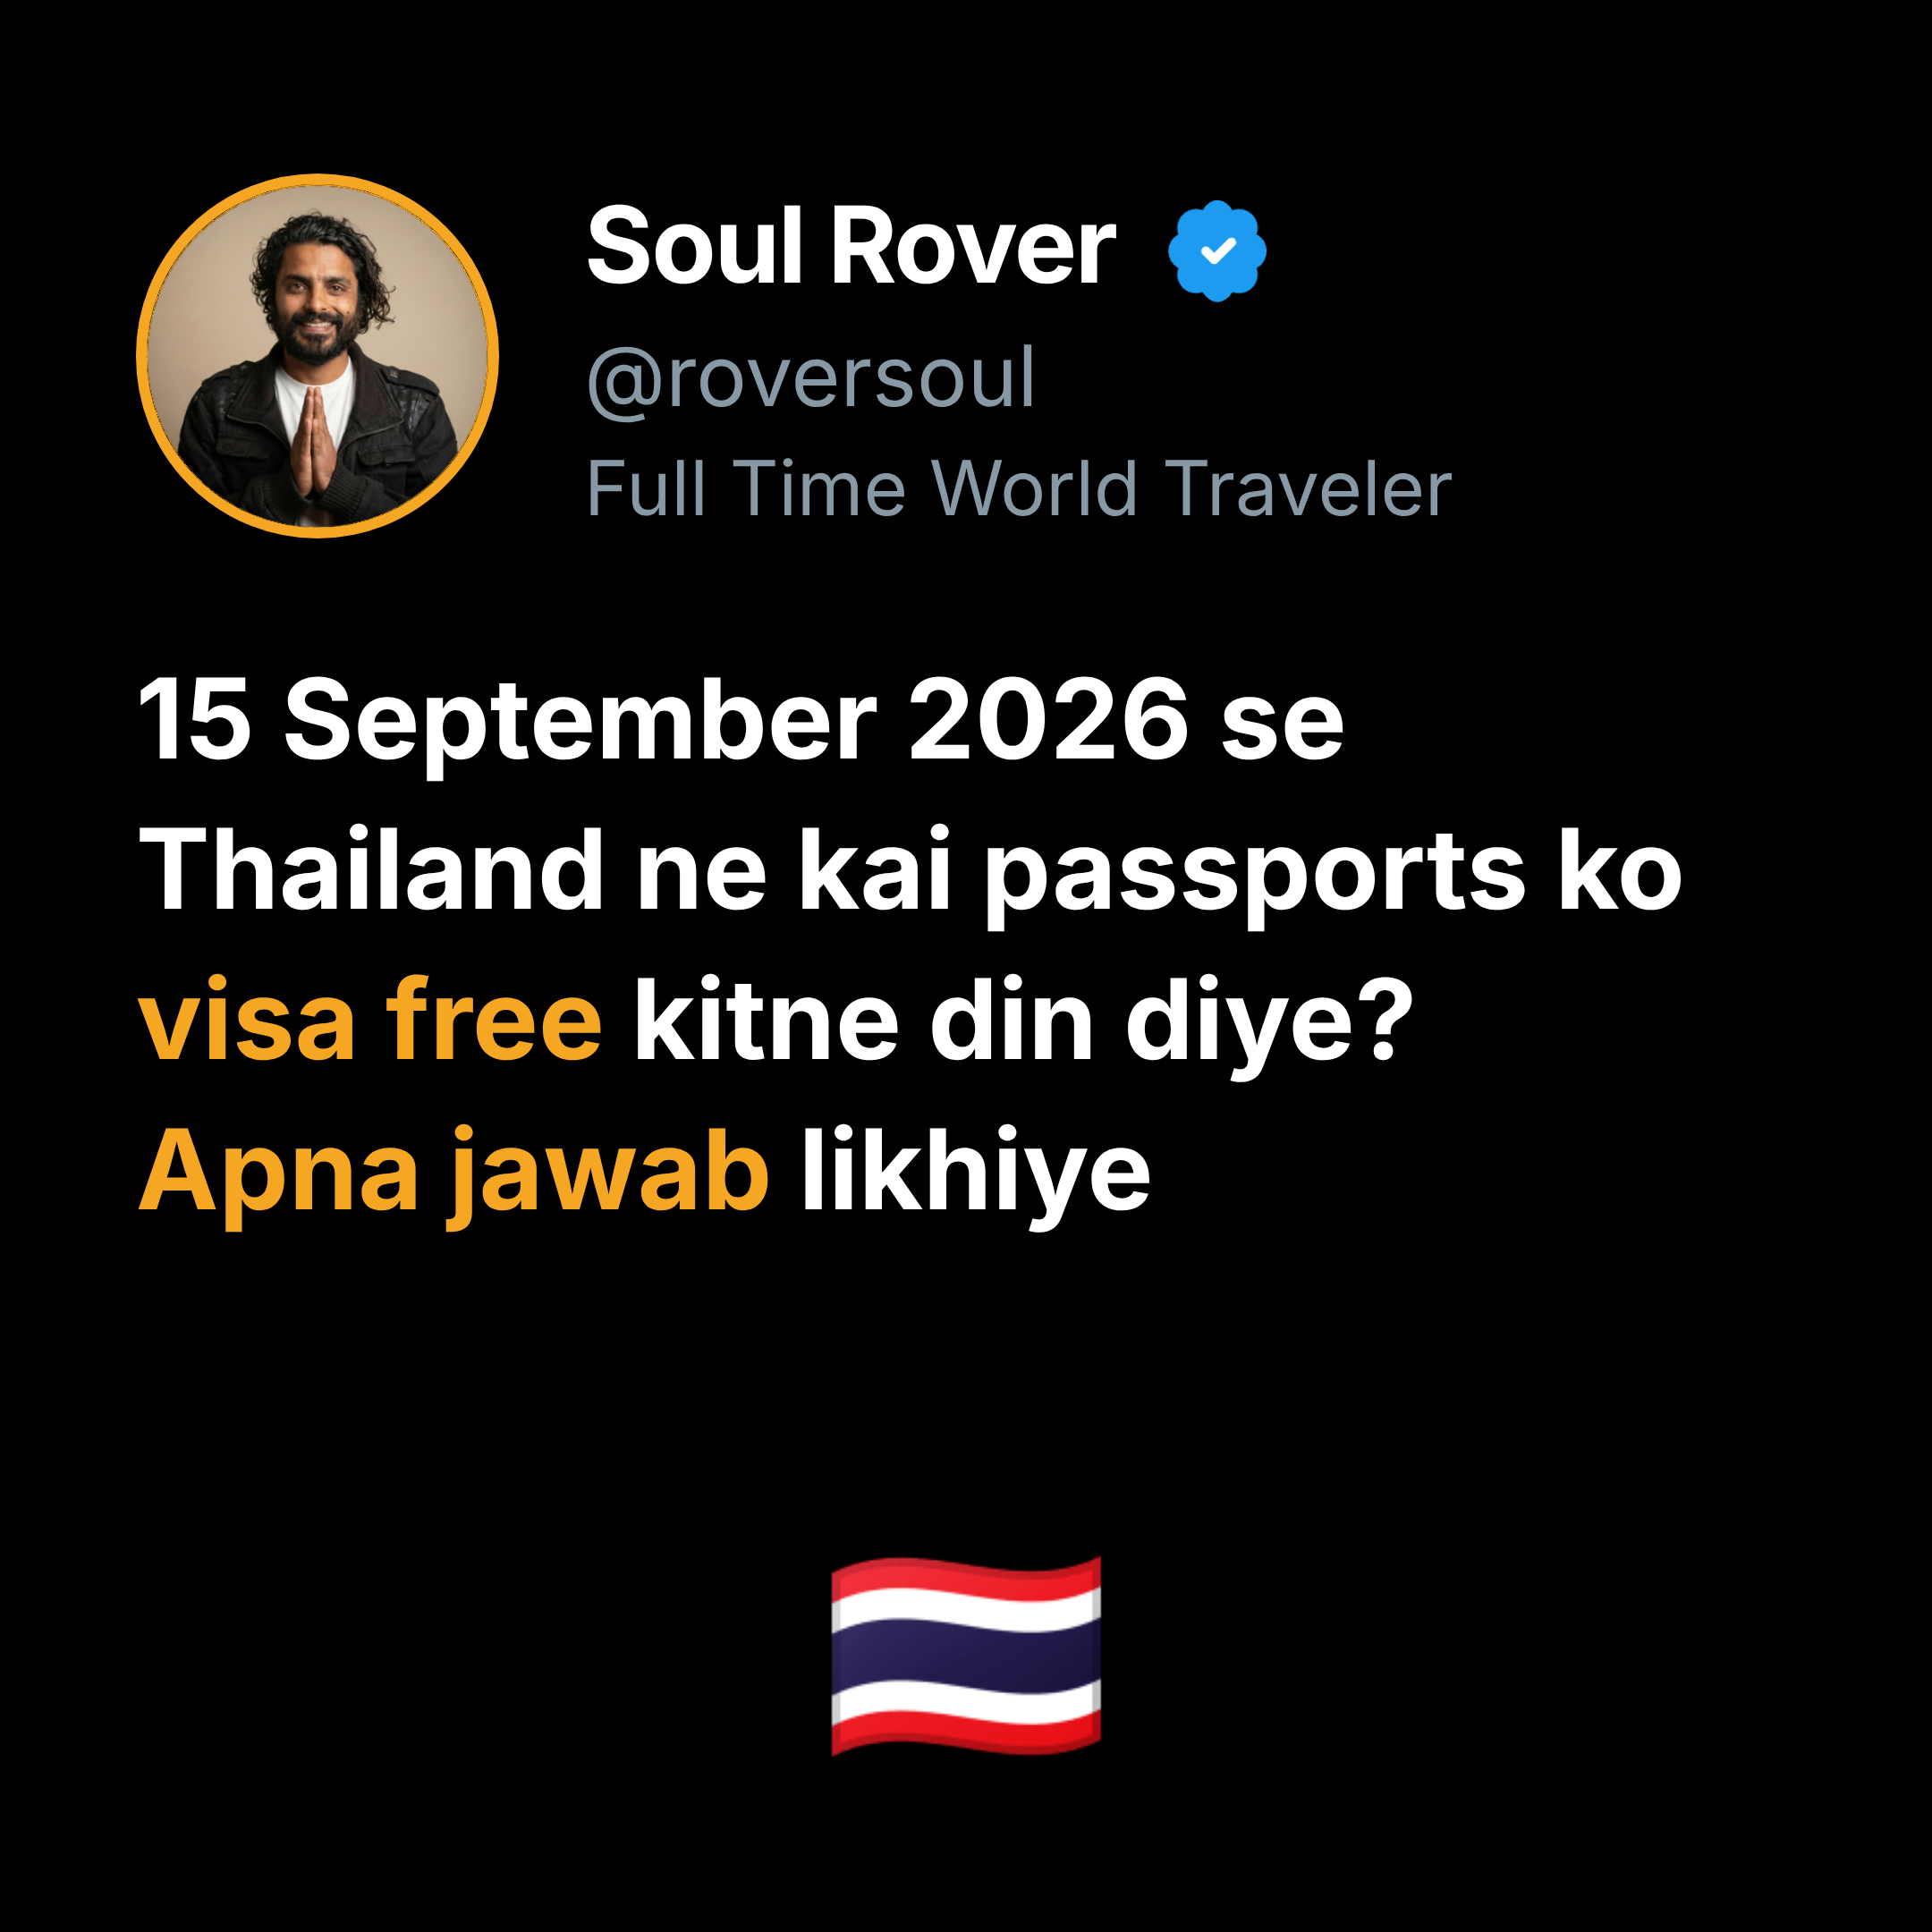 Soul Rover
@roversoul
Full Time World Traveler
15 September 2026 se
Thailand ne kai passports ko
visa free kitne din diye?
Apna jawab likhiye